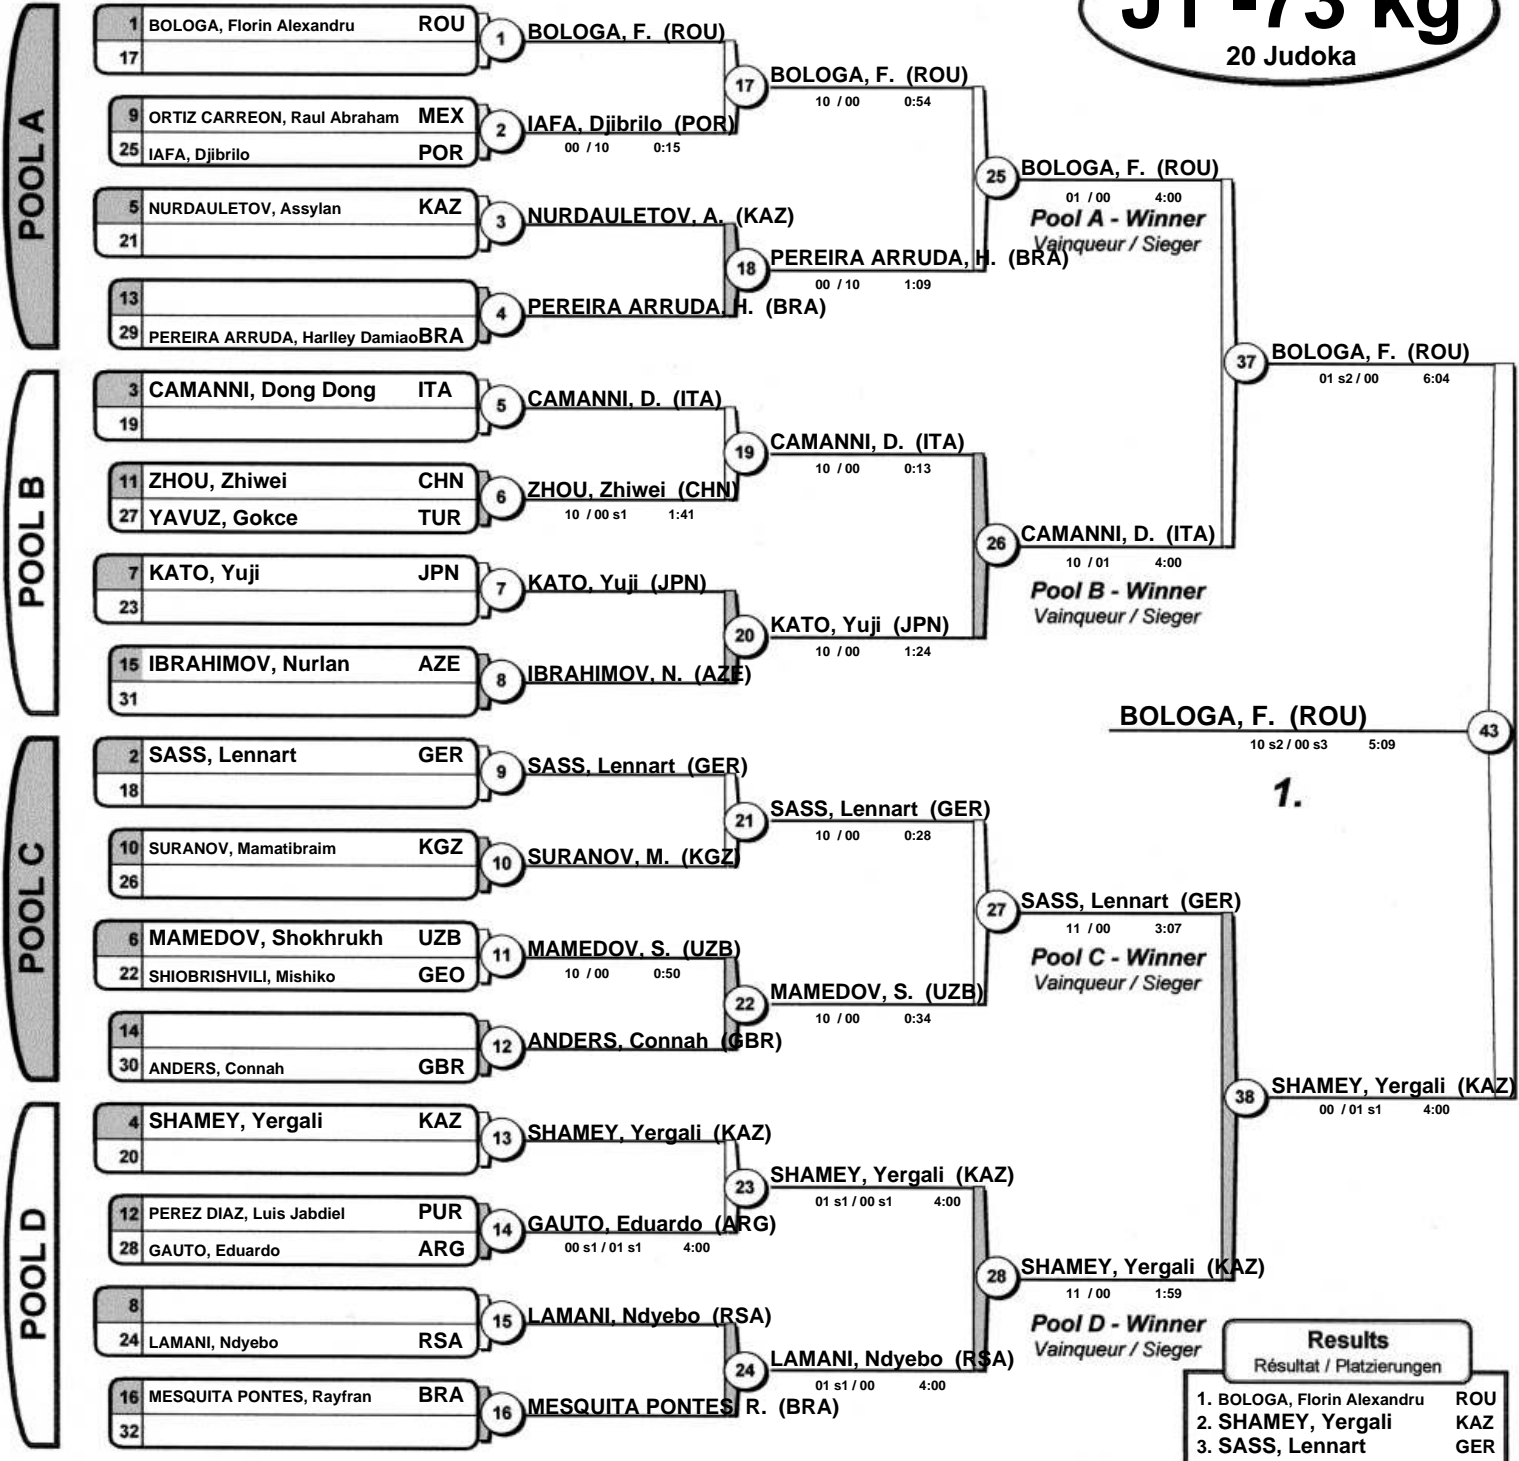 J1 -73 kg
20 Judoka
POOL A
1 BOLOGA, Florin Alexandru ROU
17
1 BOLOGA, F. (ROU)
9 ORTIZ CARREON, Raul Abraham MEX
25 IAFA, Djibrilo POR
2 IAFA, Djibrilo (POR)
00 / 10 0:15
17 BOLOGA, F. (ROU)
10 / 00 0:54
5 NURDAULETOV, Assylan KAZ
21
3 NURDAULETOV, A. (KAZ)
13
29 PEREIRA ARRUDA, Harlley Damiao BRA
4 PEREIRA ARRUDA, H. (BRA)
18 PEREIRA ARRUDA, H. (BRA)
00 / 10 1:09
25 BOLOGA, F. (ROU)
01 / 00 4:00
Pool A - Winner
Vainqueur / Sieger
POOL B
3 CAMANNI, Dong Dong ITA
19
5 CAMANNI, D. (ITA)
11 ZHOU, Zhiwei CHN
27 YAVUZ, Gokce TUR
6 ZHOU, Zhiwei (CHN)
10 / 00 s1 1:41
19 CAMANNI, D. (ITA)
10 / 00 0:13
7 KATO, Yuji JPN
23
7 KATO, Yuji (JPN)
15 IBRAHIMOV, Nurlan AZE
31
8 IBRAHIMOV, N. (AZE)
20 KATO, Yuji (JPN)
10 / 00 1:24
26 CAMANNI, D. (ITA)
10 / 01 4:00
Pool B - Winner
Vainqueur / Sieger
37 BOLOGA, F. (ROU)
01 s2 / 00 6:04
POOL C
2 SASS, Lennart GER
18
9 SASS, Lennart (GER)
10 SURANOV, Mamatibraim KGZ
26
10 SURANOV, M. (KGZ)
21 SASS, Lennart (GER)
10 / 00 0:28
6 MAMEDOV, Shokhrukh UZB
22 SHIOBRISHVILI, Mishiko GEO
11 MAMEDOV, S. (UZB)
10 / 00 0:50
14
30 ANDERS, Connah GBR
12 ANDERS, Connah (GBR)
22 MAMEDOV, S. (UZB)
10 / 00 0:34
27 SASS, Lennart (GER)
11 / 00 3:07
Pool C - Winner
Vainqueur / Sieger
POOL D
4 SHAMEY, Yergali KAZ
20
13 SHAMEY, Yergali (KAZ)
12 PEREZ DIAZ, Luis Jabdiel PUR
28 GAUTO, Eduardo ARG
14 GAUTO, Eduardo (ARG)
00 s1 / 01 s1 4:00
23 SHAMEY, Yergali (KAZ)
01 s1 / 00 s1 4:00
8
24 LAMANI, Ndyebo RSA
15 LAMANI, Ndyebo (RSA)
16 MESQUITA PONTES, Rayfran BRA
32
16 MESQUITA PONTES, R. (BRA)
24 LAMANI, Ndyebo (RSA)
01 s1 / 00 4:00
28 SHAMEY, Yergali (KAZ)
11 / 00 1:59
Pool D - Winner
Vainqueur / Sieger
38 SHAMEY, Yergali (KAZ)
00 / 01 s1 4:00
BOLOGA, F. (ROU) 43
10 s2 / 00 s3 5:09
1.
Results
Résultat / Platzierungen
1. BOLOGA, Florin Alexandru ROU
2. SHAMEY, Yergali KAZ
3. SASS, Lennart GER